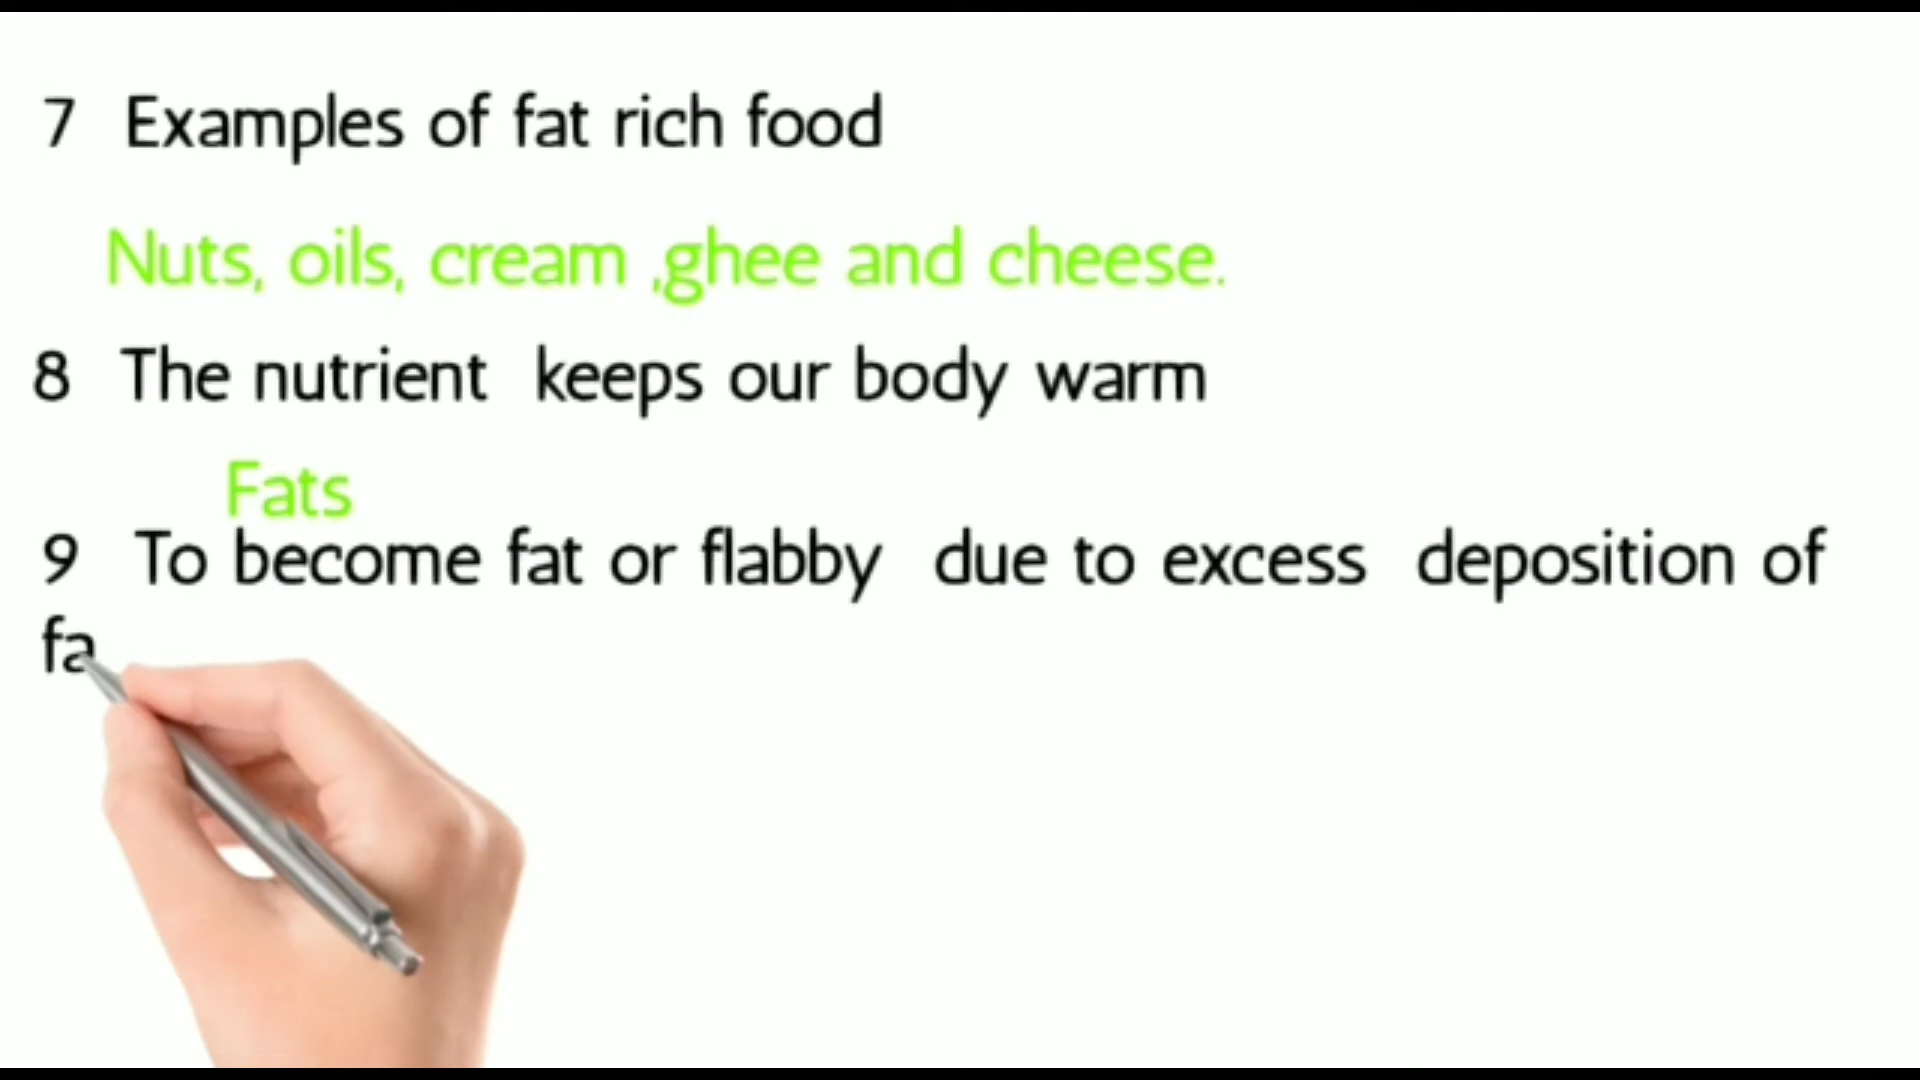 7 Examples of fat rich food
Nuts, oils, cream ,ghee and cheese.
8 The nutrient keeps our body warm
Fats
9 To become fat or flabby due to excess deposition of
fa